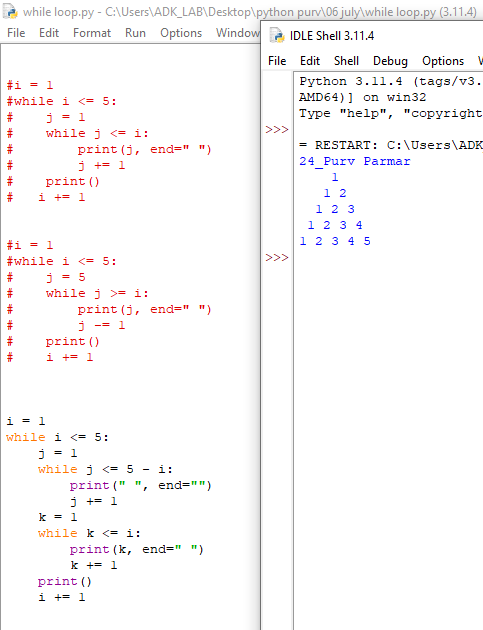 while loop.py - C:\Users\ADK_LAB\Desktop\python purv\06 july\while loop.py (3.11.4)
File Edit Format Run Options Window
#i = 1
#while i <= 5:
#    j = 1
#    while j <= i:
#        print(j, end=" ")
#        j += 1
#    print()
#   i += 1
#i = 1
#while i <= 5:
#    j = 5
#    while j >= i:
#        print(j, end=" ")
#        j -= 1
#    print()
#    i += 1
i = 1
while i <= 5:
    j = 1
    while j <= 5 - i:
        print(" ", end="")
        j += 1
    k = 1
    while k <= i:
        print(k, end=" ")
        k += 1
    print()
    i += 1
IDLE Shell 3.11.4
File Edit Shell Debug Options
Python 3.11.4 (tags/v3.
AMD64)] on win32
Type "help", "copyright
>>>
= RESTART: C:\Users\ADK
24_Purv Parmar
    1
   1 2
  1 2 3
 1 2 3 4
1 2 3 4 5
>>>